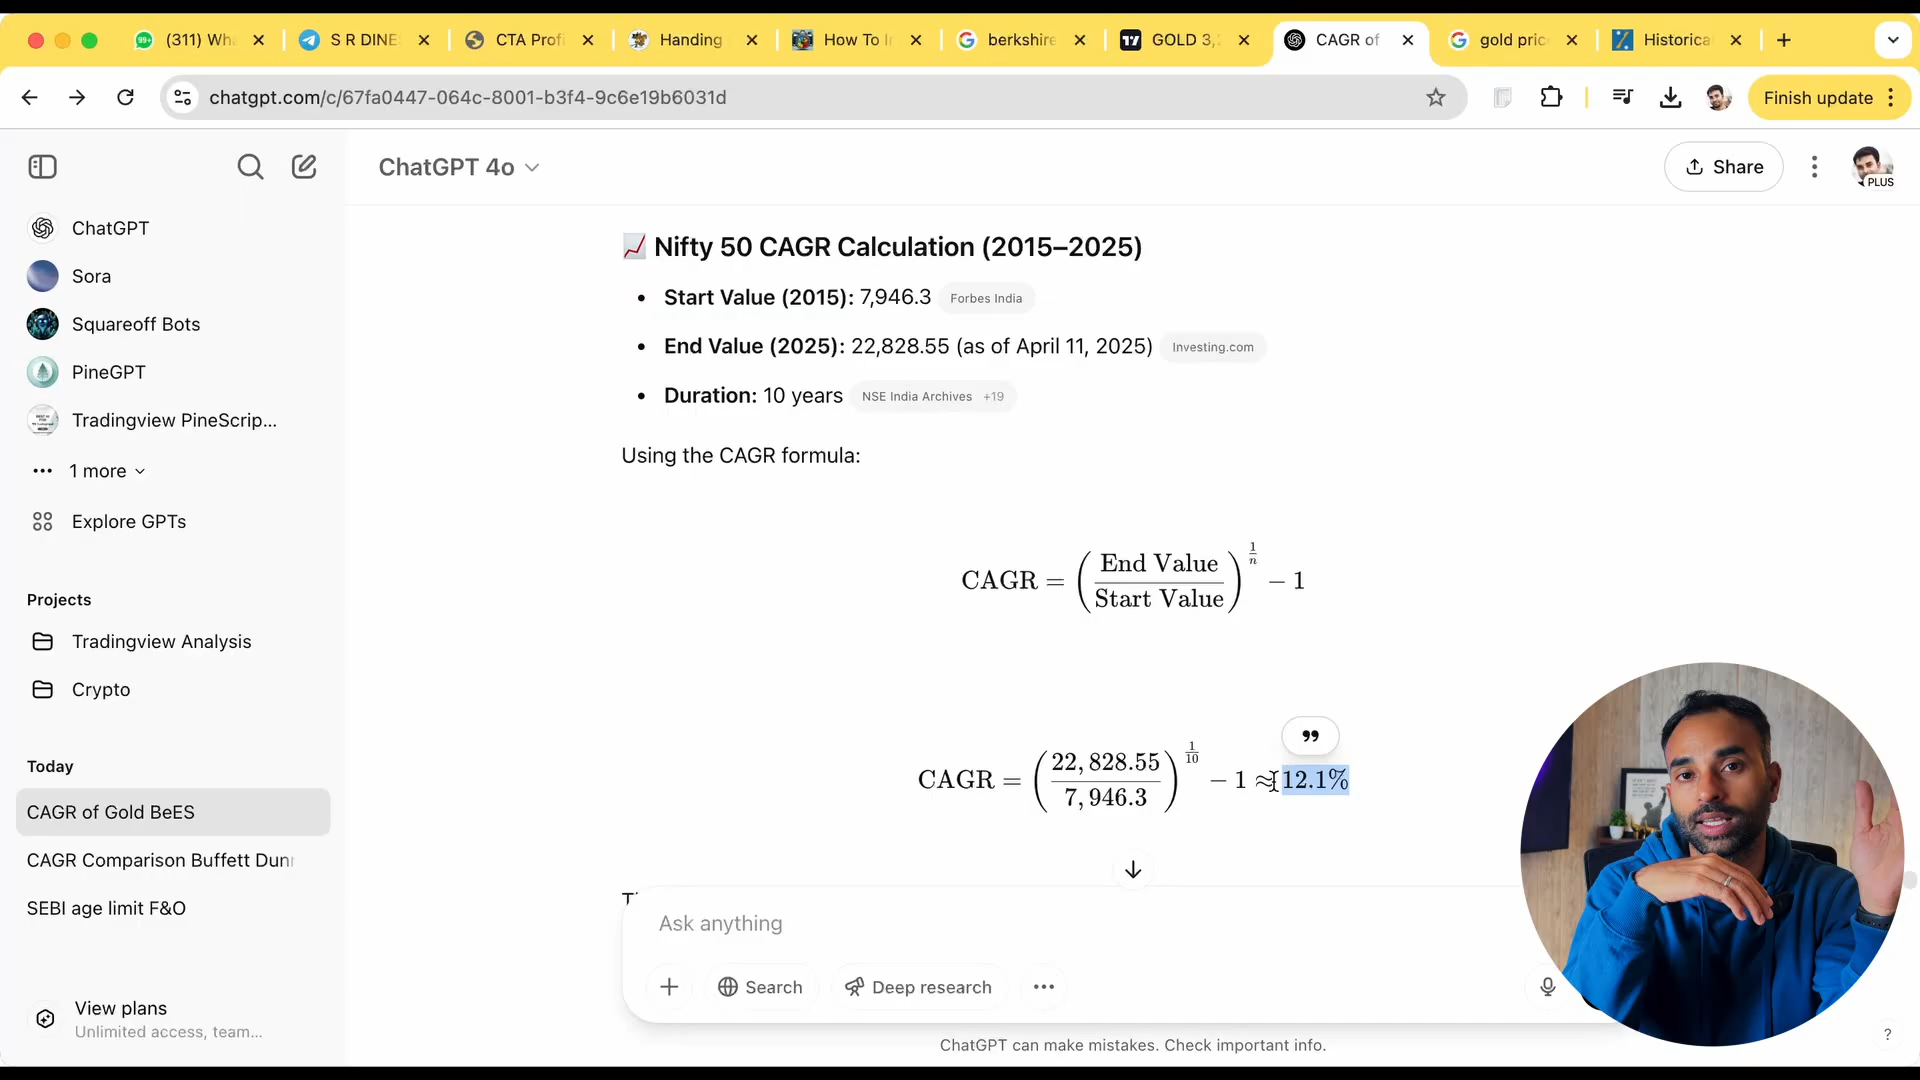 (311) Wh
S R DINE
CTA Profi
Handing
How To I
berkshire
GOLD 3,
CAGR of
gold pric
Historica
chatgpt.com/c/67fa0447-064c-8001-b3f4-9c6e19b6031d
Finish update
ChatGPT 4o
Share
PLUS
ChatGPT
Sora
Squareoff Bots
PineGPT
Tradingview PineScrip...
1 more
Explore GPTs
Projects
Tradingview Analysis
Crypto
Today
CAGR of Gold BeES
CAGR Comparison Buffett Dunn
SEBI age limit F&O
View plans
Unlimited access, team...
Nifty 50 CAGR Calculation (2015–2025)
• Start Value (2015): 7,946.3 Forbes India
• End Value (2025): 22,828.55 (as of April 11, 2025) Investing.com
• Duration: 10 years NSE India Archives +19
Using the CAGR formula:
CAGR = (End Value / Start Value)^(1/n) − 1
CAGR = (22,828.55 / 7,946.3)^(1/10) − 1 ≈ 12.1%
Ask anything
Search
Deep research
ChatGPT can make mistakes. Check important info.
?